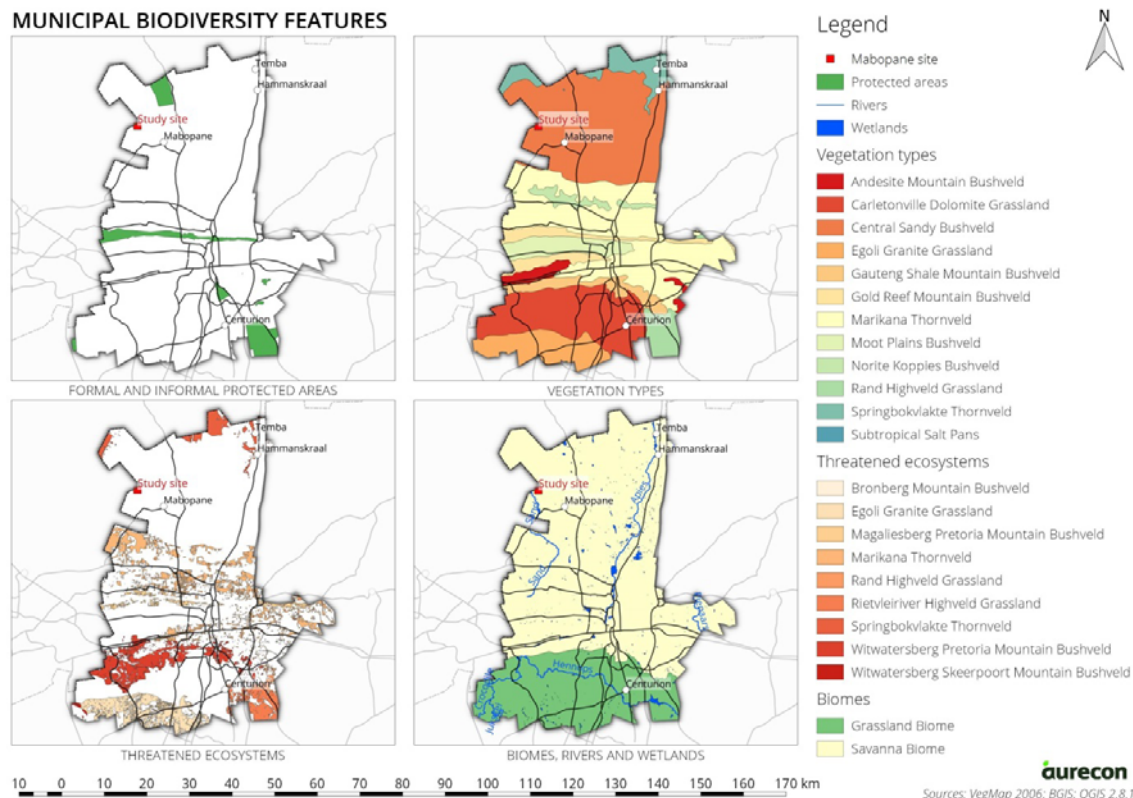 MUNICIPAL BIODIVERSITY FEATURES
Temba
Hammanskraal
Study site
Mabopane
Centurion
FORMAL AND INFORMAL PROTECTED AREAS
Temba
Hammanskraal
Study site
Mabopane
Centurion
VEGETATION TYPES
Temba
Hammanskraal
Study site
Mabopane
Centurion
THREATENED ECOSYSTEMS
Temba
Hammanskraal
Study site
Mabopane
Apies
Sand
Sand
Hennops
Centurion
BIOMES, RIVERS AND WETLANDS
Legend
N
Mabopane site
Protected areas
Rivers
Wetlands
Vegetation types
Andesite Mountain Bushveld
Carletonville Dolomite Grassland
Central Sandy Bushveld
Egoli Granite Grassland
Gauteng Shale Mountain Bushveld
Gold Reef Mountain Bushveld
Marikana Thornveld
Moot Plains Bushveld
Norite Koppies Bushveld
Rand Highveld Grassland
Springbokvlakte Thornveld
Subtropical Salt Pans
Threatened ecosystems
Bronberg Mountain Bushveld
Egoli Granite Grassland
Magaliesberg Pretoria Mountain Bushveld
Marikana Thornveld
Rand Highveld Grassland
Rietvleiriver Highveld Grassland
Springbokvlakte Thornveld
Witwatersberg Pretoria Mountain Bushveld
Witwatersberg Skeerpoort Mountain Bushveld
Biomes
Grassland Biome
Savanna Biome
10 0 10 20 30 40 50 60 70 80 90 100 110 120 130 140 150 160 170 km
aurecon
Sources: VegMap 2006; BGIS; QGIS 2.8.1